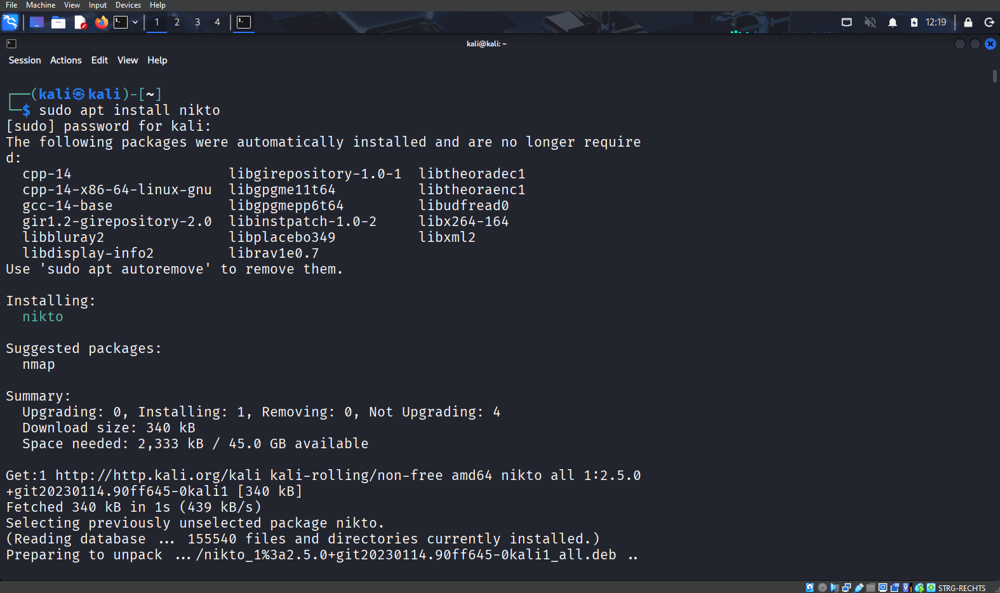 File Machine View Input Devices Help
1 2 3 4 12:19
kali@kali: ~
Session Actions Edit View Help
┌──(kali㉿kali)-[~]
└─$ sudo apt install nikto
[sudo] password for kali:
The following packages were automatically installed and are no longer require
d:
cpp-14 libgirepository-1.0-1 libtheoradec1
cpp-14-x86-64-linux-gnu libgpgme11t64 libtheoraenc1
gcc-14-base libgpgmepp6t64 libudfread0
gir1.2-girepository-2.0 libinstpatch-1.0-2 libx264-164
libbluray2 libplacebo349 libxml2
libdisplay-info2 librav1e0.7
Use 'sudo apt autoremove' to remove them.
Installing:
nikto
Suggested packages:
nmap
Summary:
Upgrading: 0, Installing: 1, Removing: 0, Not Upgrading: 4
Download size: 340 kB
Space needed: 2,333 kB / 45.0 GB available
Get:1 http://http.kali.org/kali kali-rolling/non-free amd64 nikto all 1:2.5.0
+git20230114.90ff645-0kali1 [340 kB]
Fetched 340 kB in 1s (439 kB/s)
Selecting previously unselected package nikto.
(Reading database ... 155540 files and directories currently installed.)
Preparing to unpack .../nikto_1%3a2.5.0+git20230114.90ff645-0kali1_all.deb ..
STRG-RECHTS